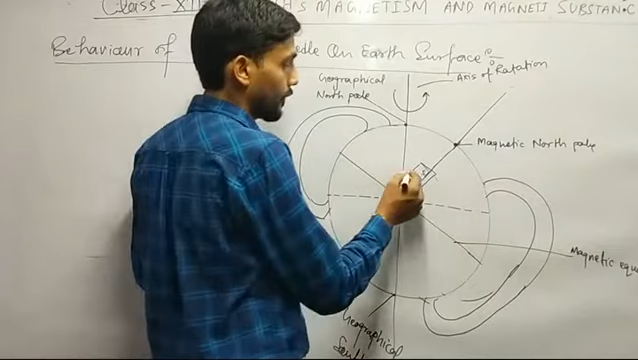 Class-XII
H'S MAGNETISM AND MAGNETI SUBSTANC
Behaviour of
edle On Earth Surface
Geographical
North pole
Axis of Rotation
Magnetic North pole
S
Magnetic equ
Geographical
South